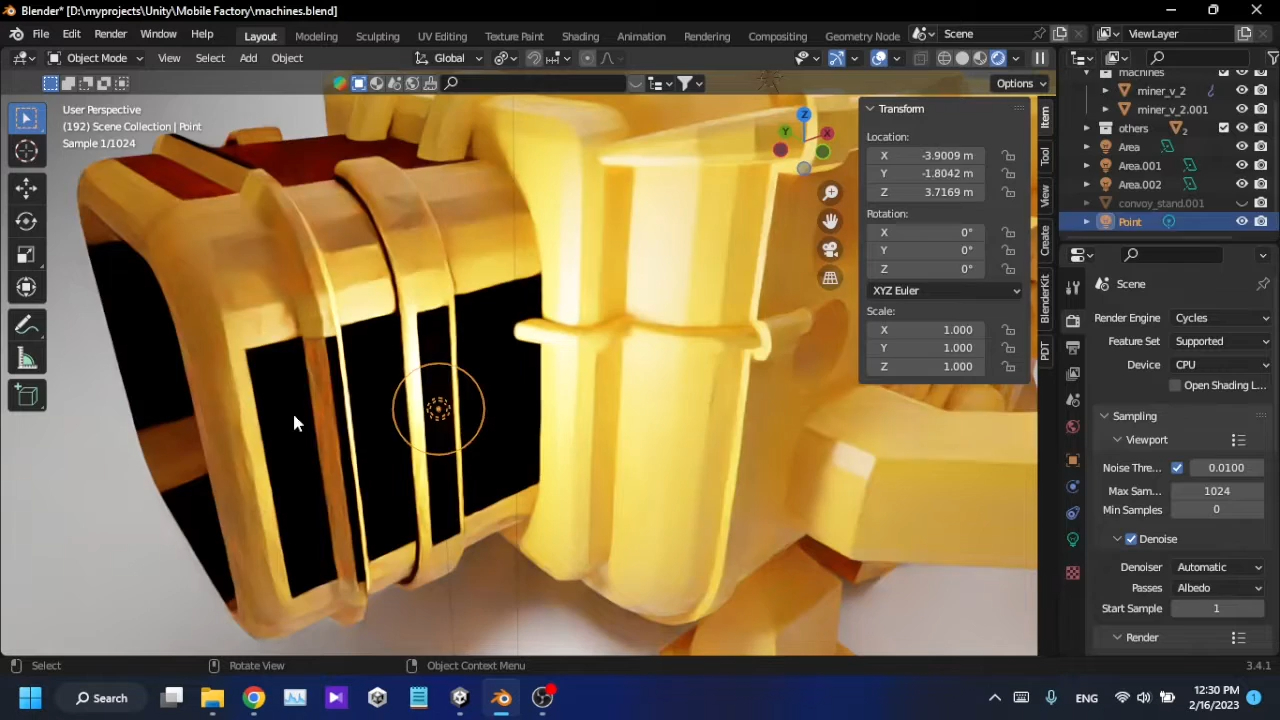 Blender* [D:\myprojects\Unity\Mobile Factory\machines.blend]
File Edit Render Window Help Layout Modeling Sculpting UV Editing Texture Paint Shading Animation Rendering Compositing Geometry Node Scene ViewLayer
Object Mode View Select Add Object Global
Options
User Perspective
(192) Scene Collection | Point
Sample 1/1024
Z
Y
X
Transform
Location:
X -3.9009 m
Y -1.8042 m
Z 3.7169 m
Rotation:
X 0°
Y 0°
Z 0°
XYZ Euler
Scale:
X 1.000
Y 1.000
Z 1.000
Item
Tool
View
Create
BlenderKit
PDT
machines
miner_v_2
miner_v_2.001
others 2
Area
Area.001
Area.002
convoy_stand.001
Point
Scene
Render Engine Cycles
Feature Set Supported
Device CPU
Open Shading L...
Sampling
Viewport
Noise Thre... 0.0100
Max Sam... 1024
Min Samples 0
Denoise
Denoiser Automatic
Passes Albedo
Start Sample 1
Render
Select Rotate View Object Context Menu 3.4.1
Search ENG 12:30 PM
2/16/2023 1